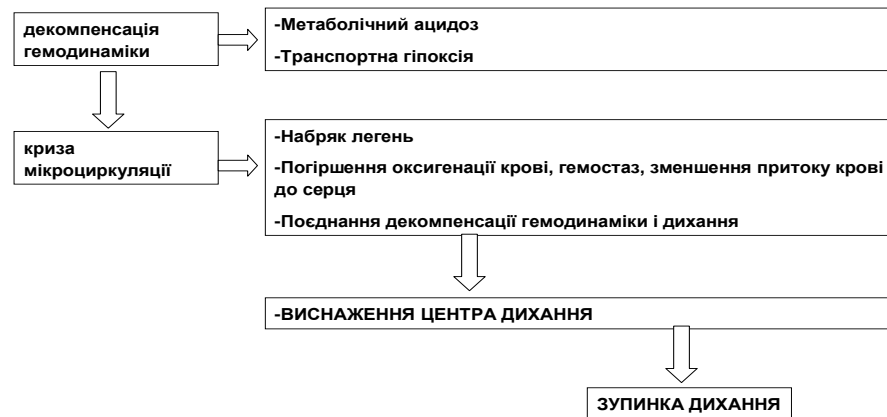 декомпенсація
гемодинаміки
-Метаболічний ацидоз
-Транспортна гіпоксія
криза
мікроциркуляції
-Набряк легень
-Погіршення оксигенації крові, гемостаз, зменшення притоку крові
до серця
-Поєднання декомпенсації гемодинаміки і дихання
-ВИСНАЖЕННЯ ЦЕНТРА ДИХАННЯ
ЗУПИНКА ДИХАННЯ